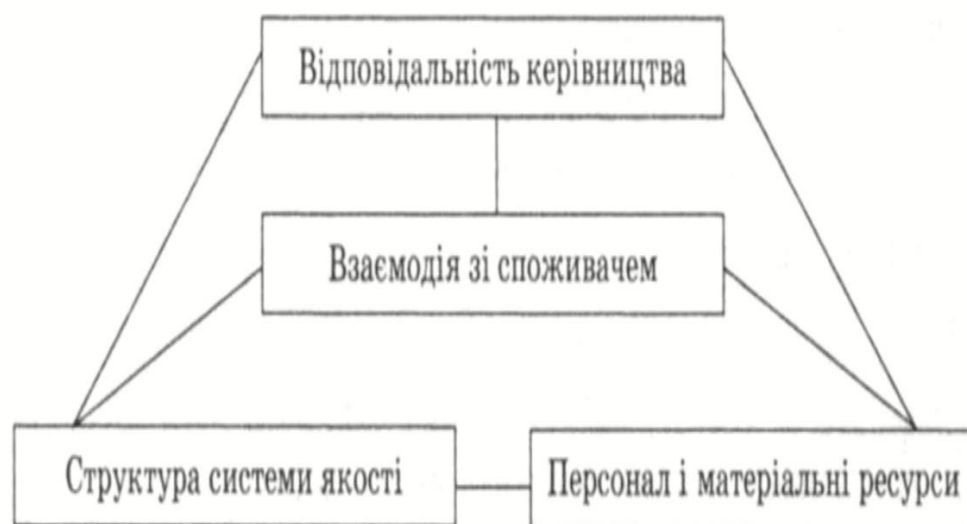 Відповідальність керівництва
Взаємодія зі споживачем
Структура системи якості
Персонал і матеріальні ресурси